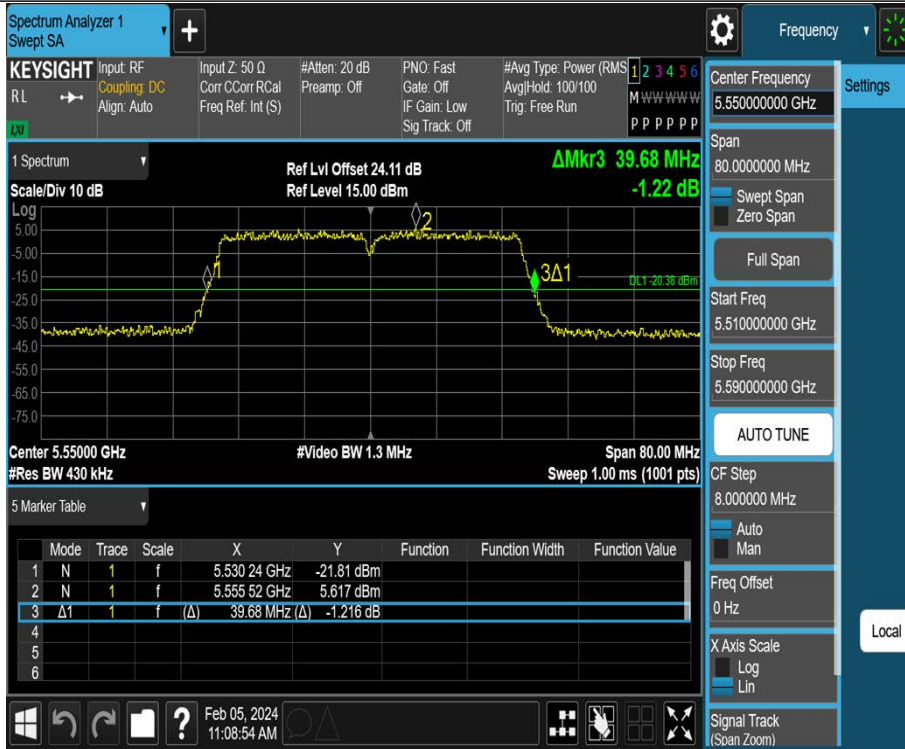 Spectrum Analyzer 1
Swept SA
+
Frequency
KEYSIGHT
RL
LXI
Input: RF
Coupling: DC
Align: Auto
Input Z: 50 Ω
Corr CCorr RCal
Freq Ref: Int (S)
#Atten: 20 dB
Preamp: Off
PNO: Fast
Gate: Off
IF Gain: Low
Sig Track: Off
#Avg Type: Power (RMS
Avg|Hold: 100/100
Trig: Free Run
1 2 3 4 5 6
M W W W W W
P P P P P P
1 Spectrum
Scale/Div 10 dB
Ref Lvl Offset 24.11 dB
Ref Level 15.00 dBm
ΔMkr3 39.68 MHz
-1.22 dB
Log
5.00
-5.00
-15.0
-25.0
-35.0
-45.0
-55.0
-65.0
-75.0
1
2
3Δ1
DL1 -20.38 dBm
Center 5.55000 GHz
#Res BW 430 kHz
#Video BW 1.3 MHz
Span 80.00 MHz
Sweep 1.00 ms (1001 pts)
5 Marker Table
Mode Trace Scale X Y Function Function Width Function Value
1 N 1 f 5.530 24 GHz -21.81 dBm
2 N 1 f 5.555 52 GHz 5.617 dBm
3 Δ1 1 f (Δ) 39.68 MHz (Δ) -1.216 dB
4
5
6
?
Feb 05, 2024
11:08:54 AM
Center Frequency
5.550000000 GHz
Settings
Span
80.0000000 MHz
Swept Span
Zero Span
Full Span
Start Freq
5.510000000 GHz
Stop Freq
5.590000000 GHz
AUTO TUNE
CF Step
8.000000 MHz
Auto
Man
Freq Offset
0 Hz
Local
X Axis Scale
Log
Lin
Signal Track
(Span Zoom)